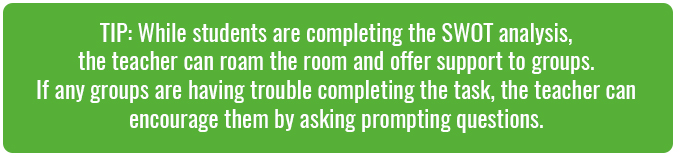 TIP: While students are completing the SWOT analysis,
the teacher can roam the room and offer support to groups.
If any groups are having trouble completing the task, the teacher can
encourage them by asking prompting questions.